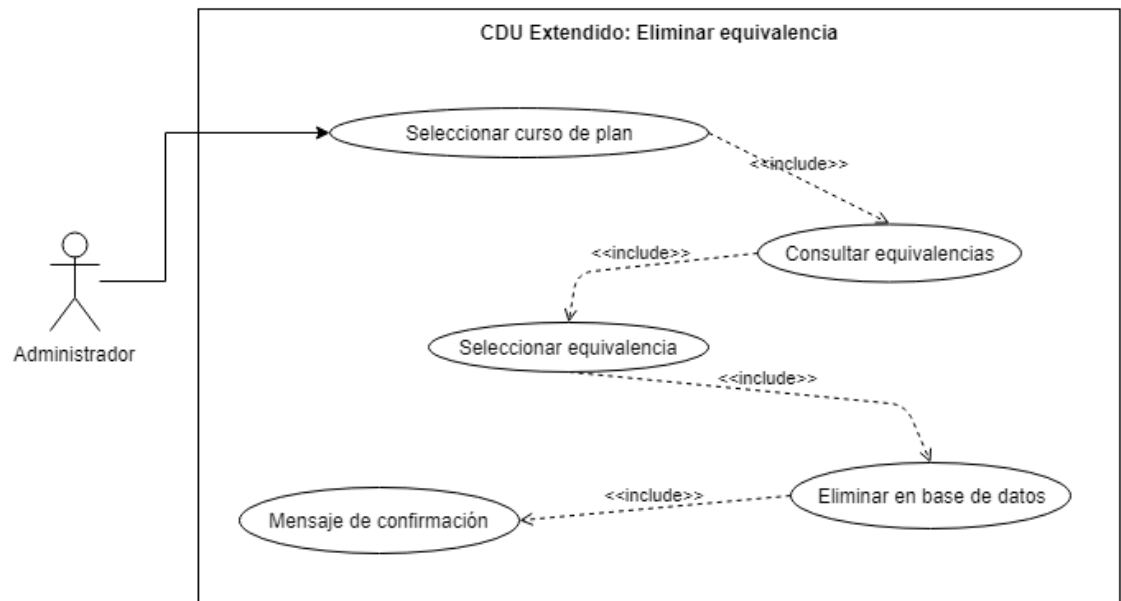 CDU Extendido: Eliminar equivalencia
Seleccionar curso de plan
<<include>>
Consultar equivalencias
<<include>>
Administrador
Seleccionar equivalencia
<<include>>
Eliminar en base de datos
<<include>>
Mensaje de confirmación